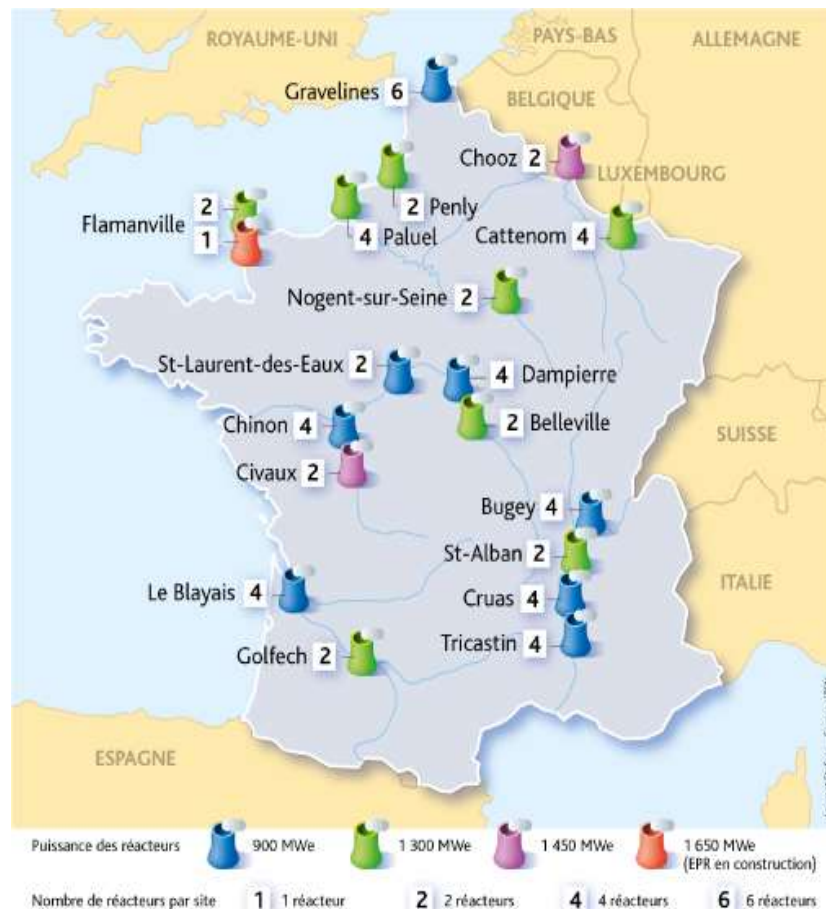 ROYAUME-UNI
PAYS-BAS
ALLEMAGNE
Gravelines 6
BELGIQUE
Chooz 2
LUXEMBOURG
2 Penly
2
Flamanville
1
4 Paluel
Cattenom 4
Nogent-sur-Seine 2
St-Laurent-des-Eaux 2
4 Dampierre
Chinon 4
2 Belleville
SUISSE
Civaux 2
Bugey 4
St-Alban 2
ITALIE
Le Blayais 4
Cruas 4
Tricastin 4
Golfech 2
ESPAGNE
Puissance des réacteurs 900 MWe 1 300 MWe 1 450 MWe 1 650 MWe
(EPR en construction)
Nombre de réacteurs par site 1 1 réacteur 2 2 réacteurs 4 4 réacteurs 6 6 réacteurs